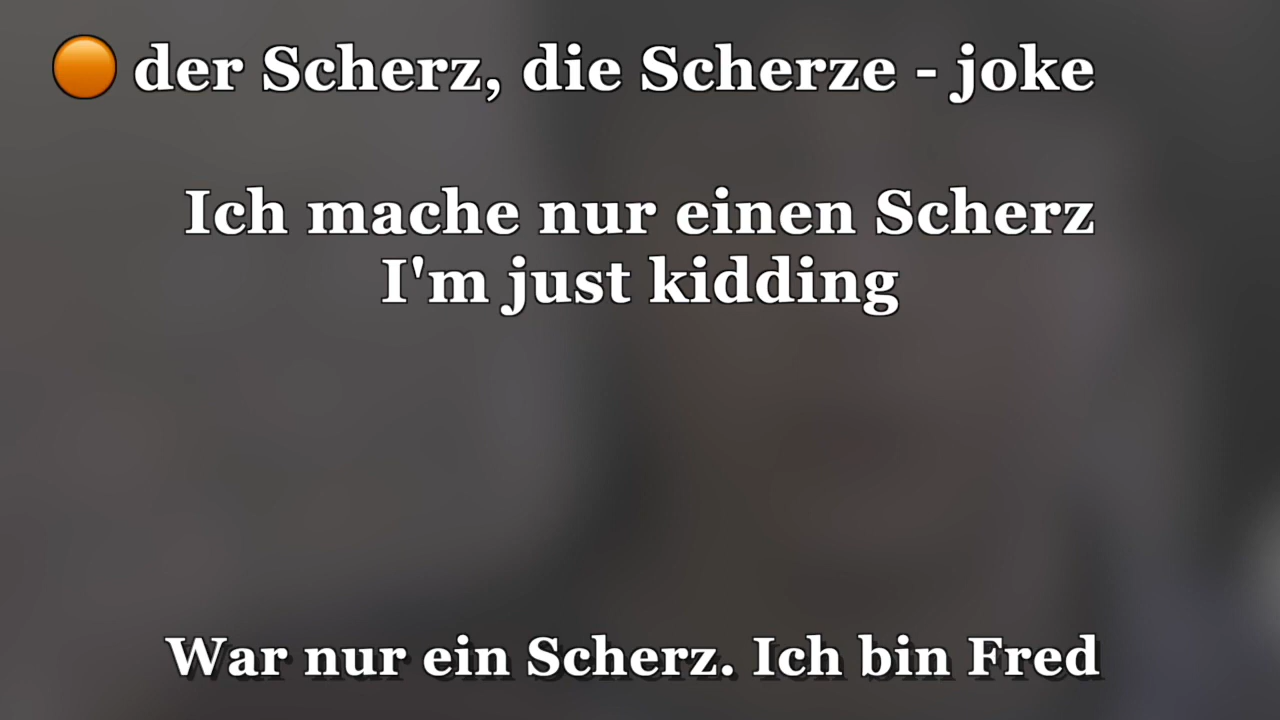 🟠 der Scherz, die Scherze - joke
Ich mache nur einen Scherz
I'm just kidding
War nur ein Scherz. Ich bin Fred